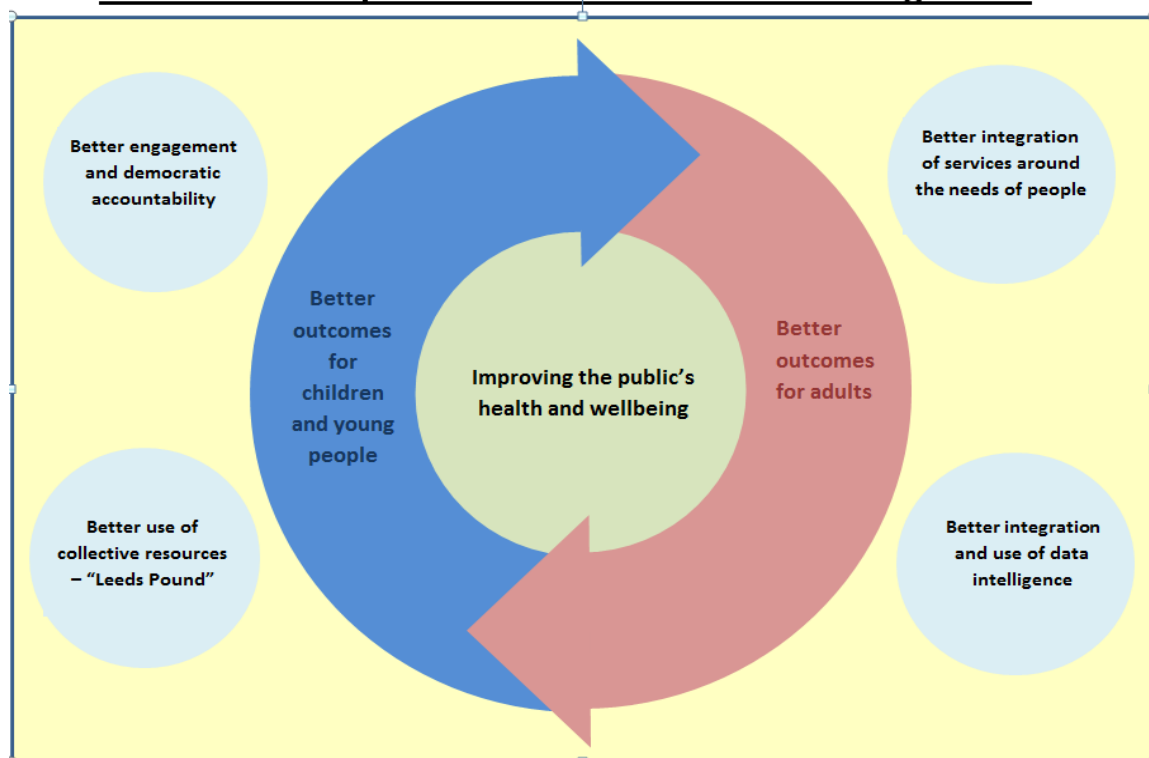 Better engagement
and democratic
accountability
Better integration
of services around
the needs of people
Better
outcomes
for
children
and young
people
Improving the public's
health and wellbeing
Better
outcomes
for adults
Better use of
collective resources
– “Leeds Pound”
Better integration
and use of data
intelligence